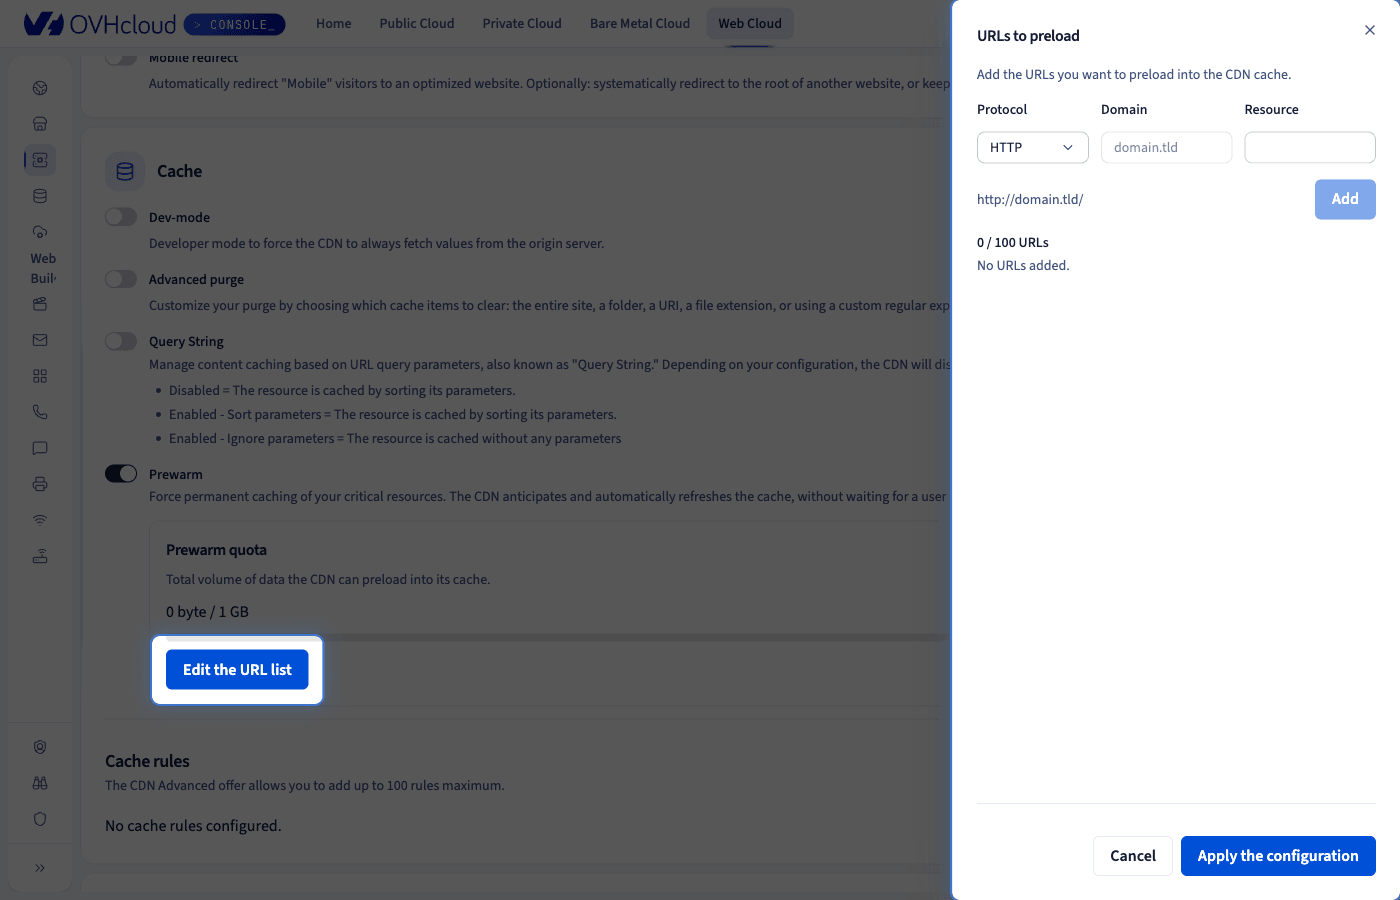 OVHcloud > CONSOLE_
Home
Public Cloud
Private Cloud
Bare Metal Cloud
Web Cloud
Web
Buil
Mobile redirect
Automatically redirect "Mobile" visitors to an optimized website. Optionally: systematically redirect to the root of another website, or keep
Cache
Dev-mode
Developer mode to force the CDN to always fetch values from the origin server.
Advanced purge
Customize your purge by choosing which cache items to clear: the entire site, a folder, a URI, a file extension, or using a custom regular exp
Query String
Manage content caching based on URL query parameters, also known as "Query String." Depending on your configuration, the CDN will dis
• Disabled = The resource is cached by sorting its parameters.
• Enabled - Sort parameters = The resource is cached by sorting its parameters.
• Enabled - Ignore parameters = The resource is cached without any parameters
Prewarm
Force permanent caching of your critical resources. The CDN anticipates and automatically refreshes the cache, without waiting for a user
Prewarm quota
Total volume of data the CDN can preload into its cache.
0 byte / 1 GB
Edit the URL list
Cache rules
The CDN Advanced offer allows you to add up to 100 rules maximum.
No cache rules configured.
URLs to preload
Add the URLs you want to preload into the CDN cache.
Protocol
Domain
Resource
HTTP
domain.tld
http://domain.tld/
Add
0 / 100 URLs
No URLs added.
Cancel
Apply the configuration